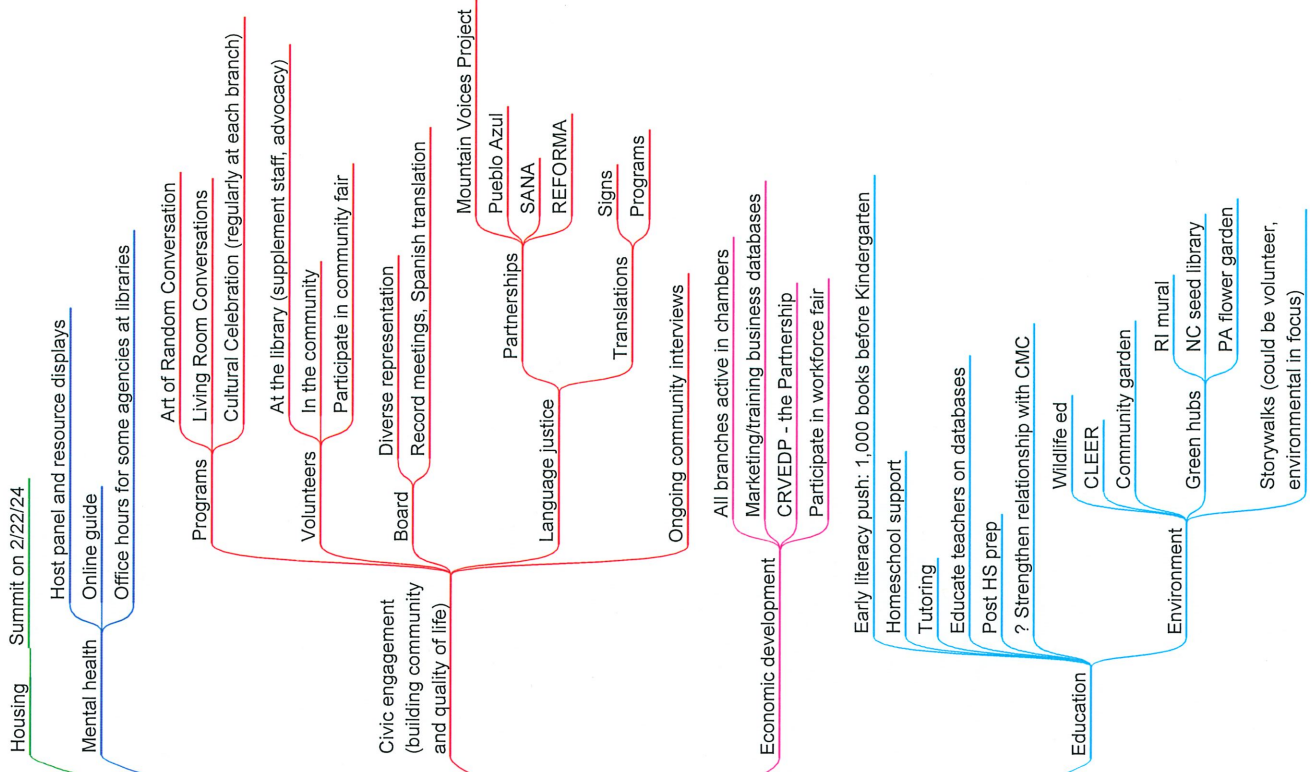 Housing
Summit on 2/22/24
Mental health
Host panel and resource displays
Online guide
Office hours for some agencies at libraries
Civic engagement
(building community
and quality of life)
Programs
Art of Random Conversation
Living Room Conversations
Cultural Celebration (regularly at each branch)
Volunteers
At the library (supplement staff, advocacy)
In the community
Participate in community fair
Board
Diverse representation
Record meetings, Spanish translation
Language justice
Partnerships
Mountain Voices Project
Pueblo Azul
SANA
REFORMA
Translations
Signs
Programs
Ongoing community interviews
Economic development
All branches active in chambers
Marketing/training business databases
CRVEDP - the Partnership
Participate in workforce fair
Education
Early literacy push: 1,000 books before Kindergarten
Homeschool support
Tutoring
Educate teachers on databases
Post HS prep
? Strengthen relationship with CMC
Environment
Wildlife ed
CLEER
Community garden
Green hubs
RI mural
NC seed library
PA flower garden
Storywalks (could be volunteer,
environmental in focus)